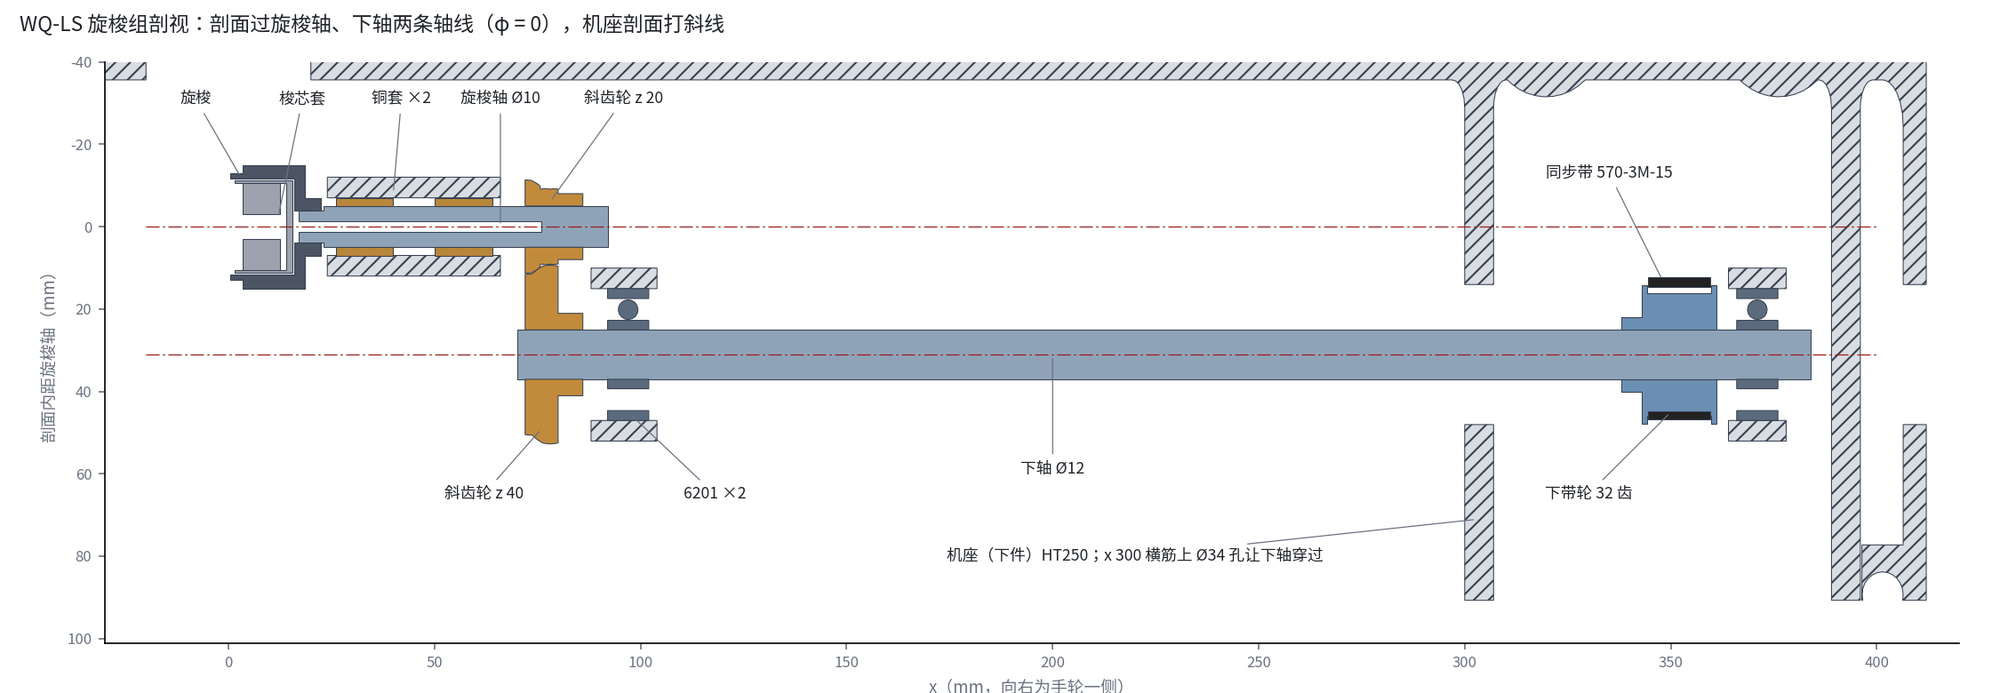 WQ-LS 旋梭组剖视：剖面过旋梭轴、下轴两条轴线（φ = 0），机座剖面打斜线
-40
旋梭
梭芯套
铜套 ×2
旋梭轴 Ø10
斜齿轮 z 20
-20
同步带 570-3M-15
0
20
40
剖面内距旋梭轴（mm）
下轴 Ø12
60
斜齿轮 z 40
6201 ×2
下带轮 32 齿
80
机座（下件）HT250；x 300 横筋上 Ø34 孔让下轴穿过
100
0
50
100
150
200
250
300
350
400
x（mm，向右为手轮一侧）